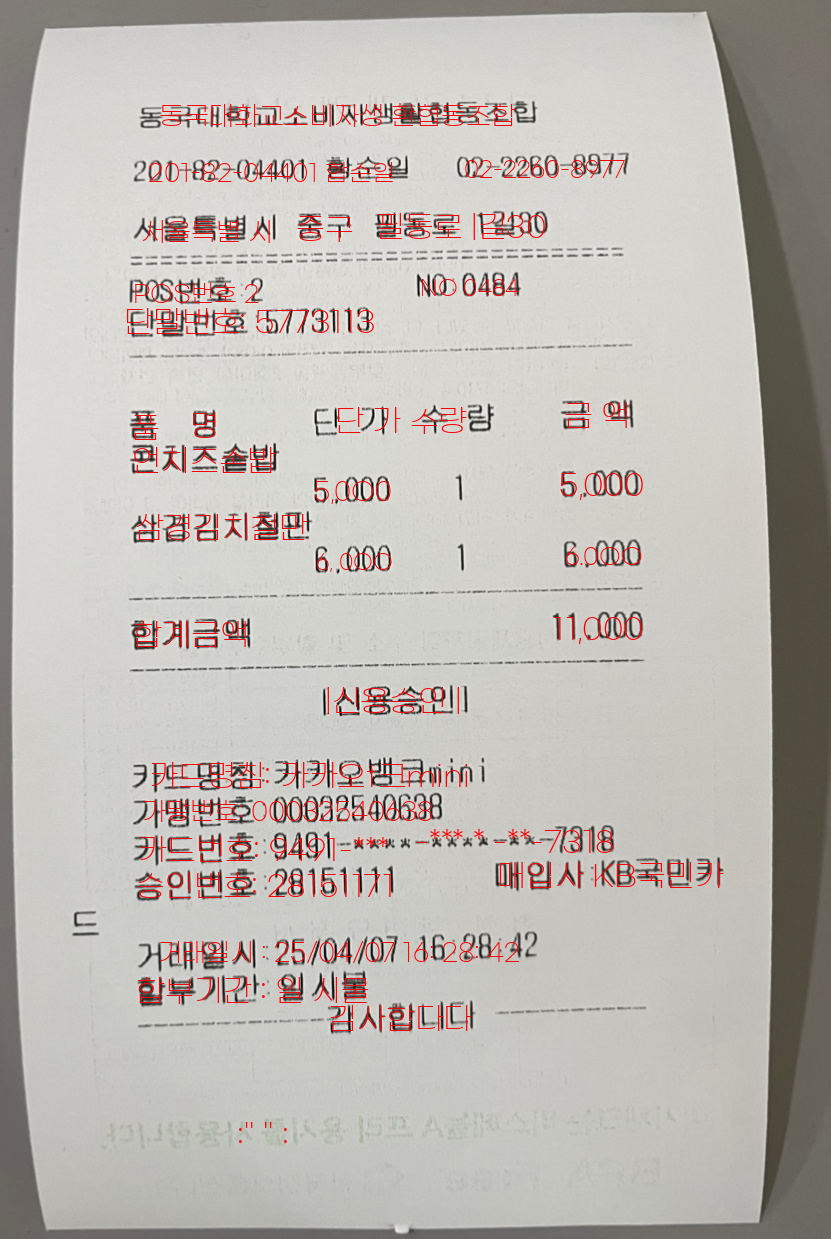 동국대학교소비자생활협동조합
201-82-04401 황순일 02-2260-8977
서울특별시 중구 필동로 1길30
POS번호 2 NO 0484
단말번호 5773113
품 명 단 가 수 량 금 액
콘치즈솥밥
5,000 1 5,000
삼겹김치철판
6,000 1 6,000
합계금액 11,000
[신용승인]
카드명칭:카카오뱅크mini
가맹번호 00032540638
카드번호:9491-****-****-**-7318
승인번호:28151111 매입사:KB국민카
드
거래일시:25/04/07 16:28:42
할부기간:일시불
감사합니다